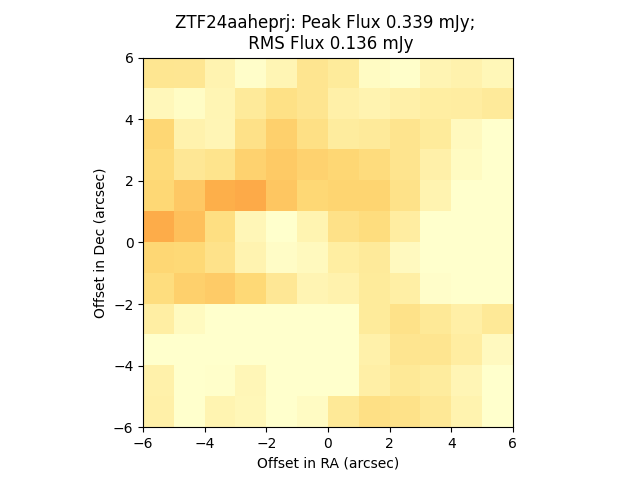 ZTF24aaheprj: Peak Flux 0.339 mJy;
RMS Flux 0.136 mJy
6
4
2
0
−2
−4
−6
Offset in Dec (arcsec)
−6 −4 −2 0 2 4 6
Offset in RA (arcsec)